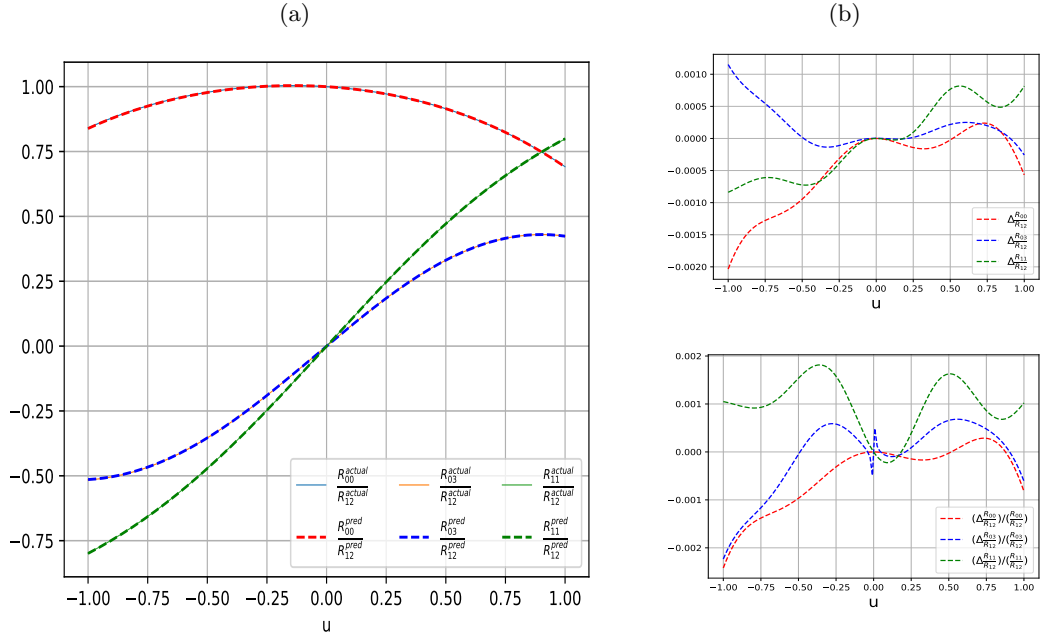 (a)
(b)
1.00
0.75
0.50
0.25
0.00
−0.25
−0.50
−0.75
−1.00 −0.75 −0.50 −0.25 0.00 0.25 0.50 0.75 1.00
u
R_{00}^{actual}/R_{12}^{actual} R_{03}^{actual}/R_{12}^{actual} R_{11}^{actual}/R_{12}^{actual}
R_{00}^{pred}/R_{12}^{pred} R_{03}^{pred}/R_{12}^{pred} R_{11}^{pred}/R_{12}^{pred}
0.0010
0.0005
0.0000
−0.0005
−0.0010
−0.0015
−0.0020
Δ R_{00}/R_{12}
Δ R_{03}/R_{12}
Δ R_{11}/R_{12}
−1.00 −0.75 −0.50 −0.25 0.00 0.25 0.50 0.75 1.00
u
0.002
0.001
0.000
−0.001
−0.002
(Δ R_{00}/R_{12})/(R_{00}/R_{12})
(Δ R_{03}/R_{12})/(R_{03}/R_{12})
(Δ R_{11}/R_{12})/(R_{11}/R_{12})
−1.00 −0.75 −0.50 −0.25 0.00 0.25 0.50 0.75 1.00
u